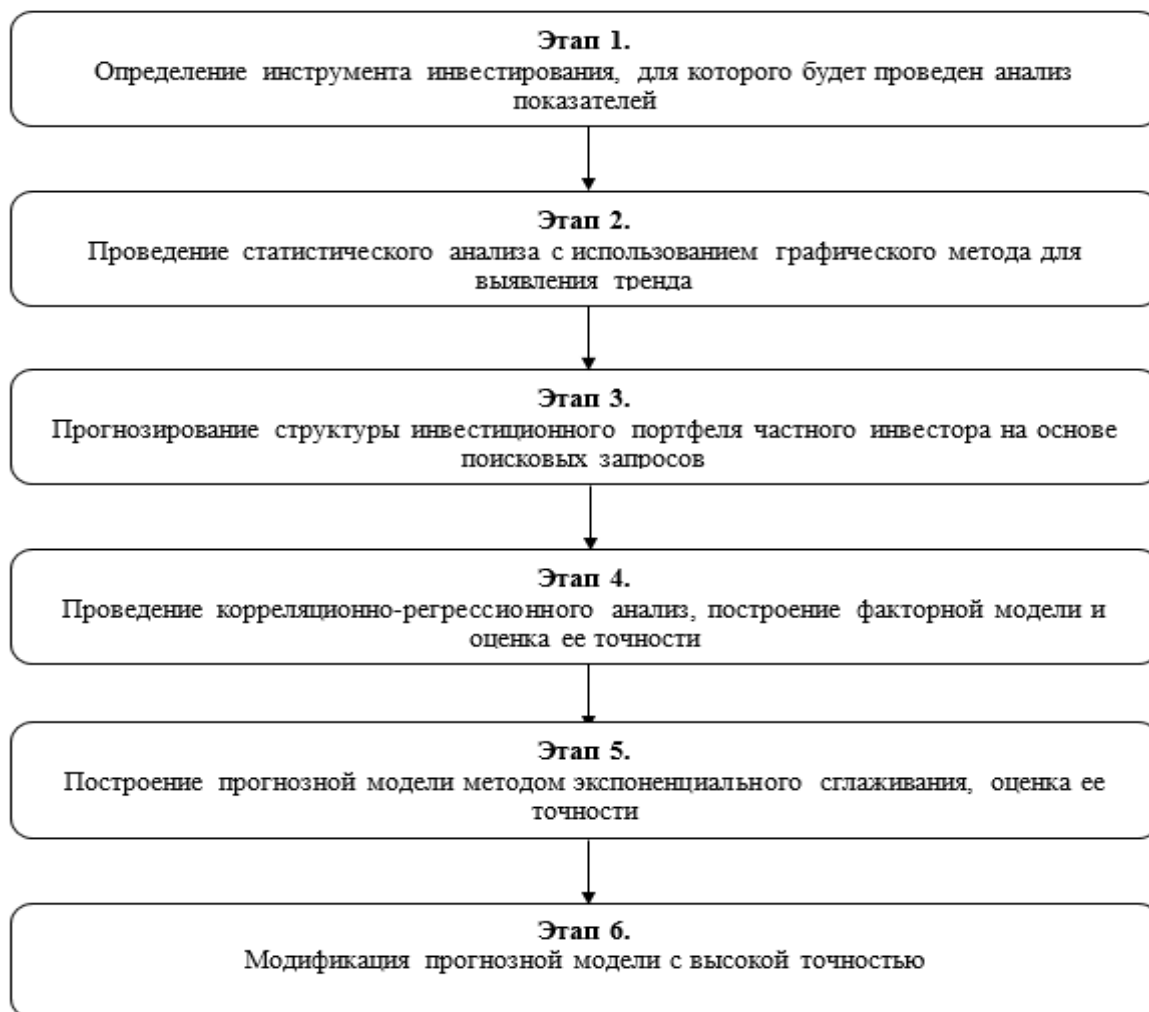 Этап 1.
Определение инструмента инвестирования, для которого будет проведен анализ
показателей
Этап 2.
Проведение статистического анализа с использованием графического метода для
выявления тренда
Этап 3.
Прогнозирование структуры инвестиционного портфеля частного инвестора на основе
поисковых запросов
Этап 4.
Проведение корреляционно-регрессионного анализ, построение факторной модели и
оценка ее точности
Этап 5.
Построение прогнозной модели методом экспоненциального сглаживания, оценка ее
точности
Этап 6.
Модификация прогнозной модели с высокой точностью